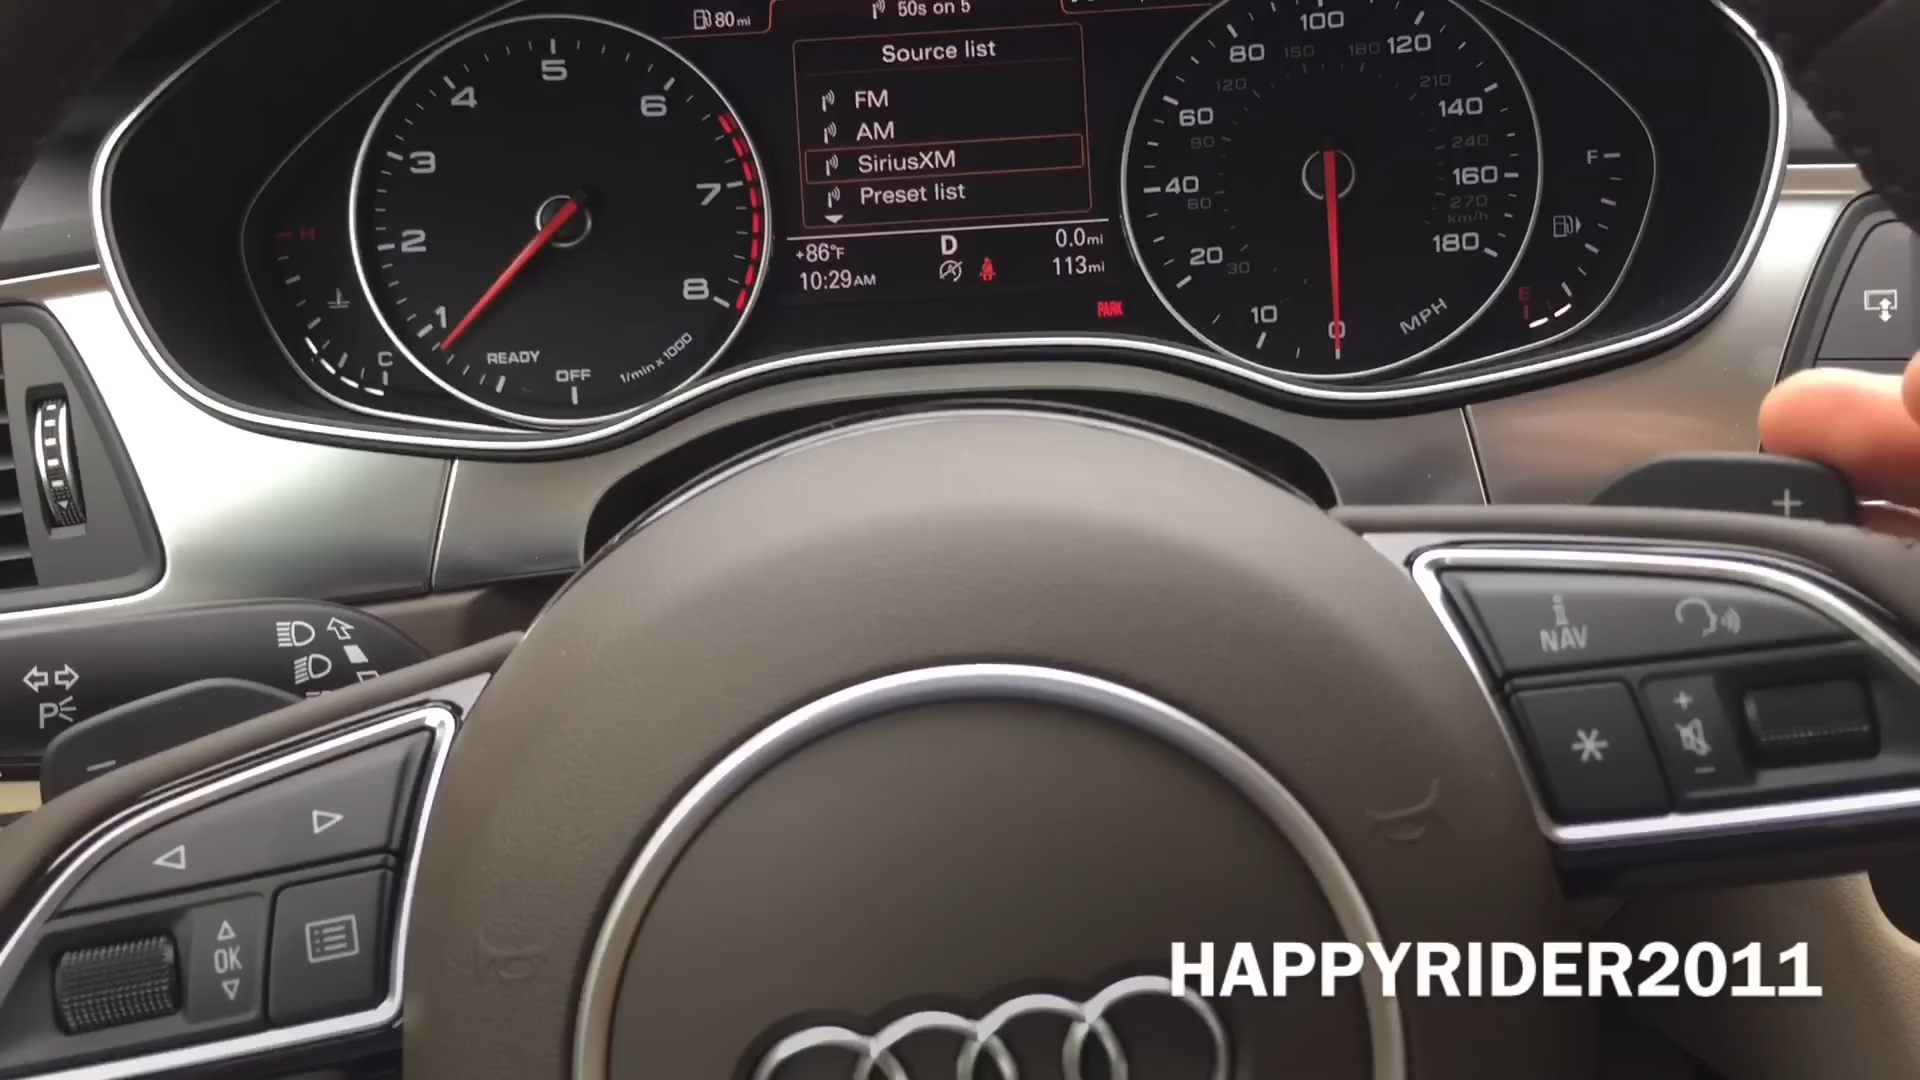 80mi
50s on 5
Source list
FM
AM
SiriusXM
Preset list
+86°F
D
0.0mi
10:29AM
113mi
PARK
H
C
1
2
3
4
5
6
7
8
READY
OFF
1/min x 1000
0
10
20
40
60
80
100
120
140
160
180
MPH
30
60
90
120
150
180
210
240
270
km/h
F
E
+
NAV
+
−
P
−
OK
HAPPYRIDER2011